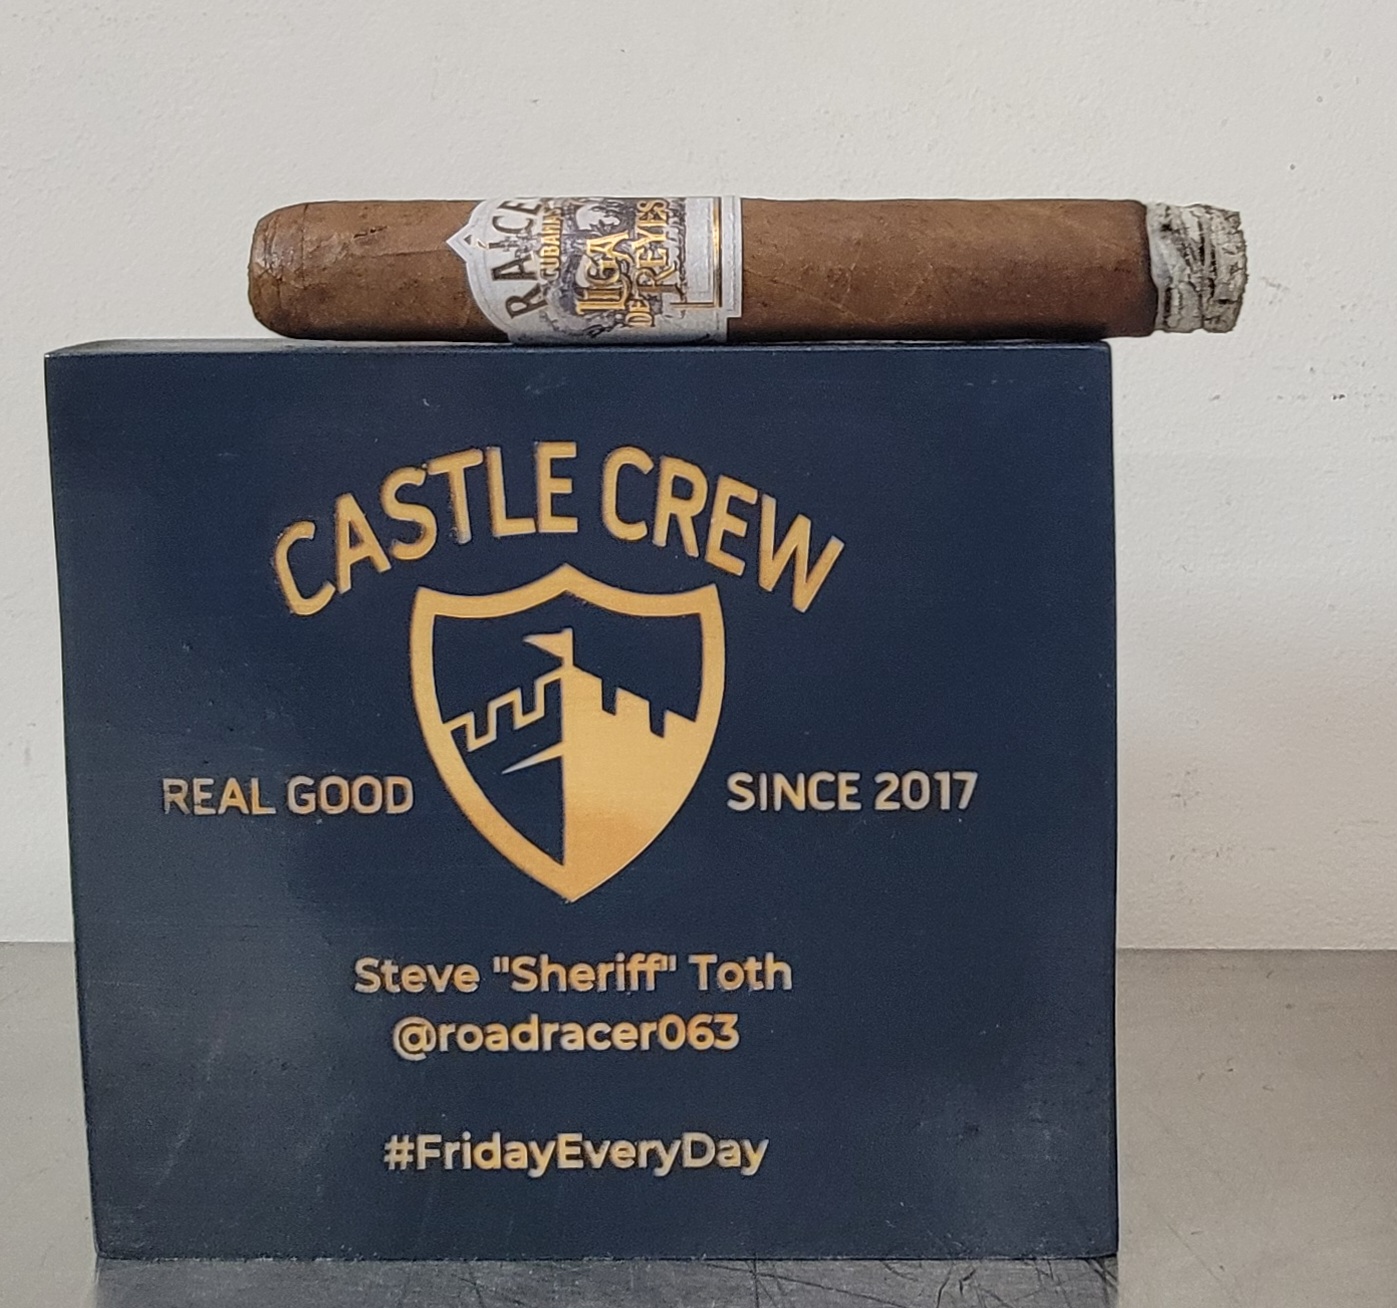 RAÍCES
CUBANAS
LIGA
DE REYES
CASTLE CREW
REAL GOOD
SINCE 2017
Steve "Sheriff" Toth
@roadracer063
#FridayEveryDay